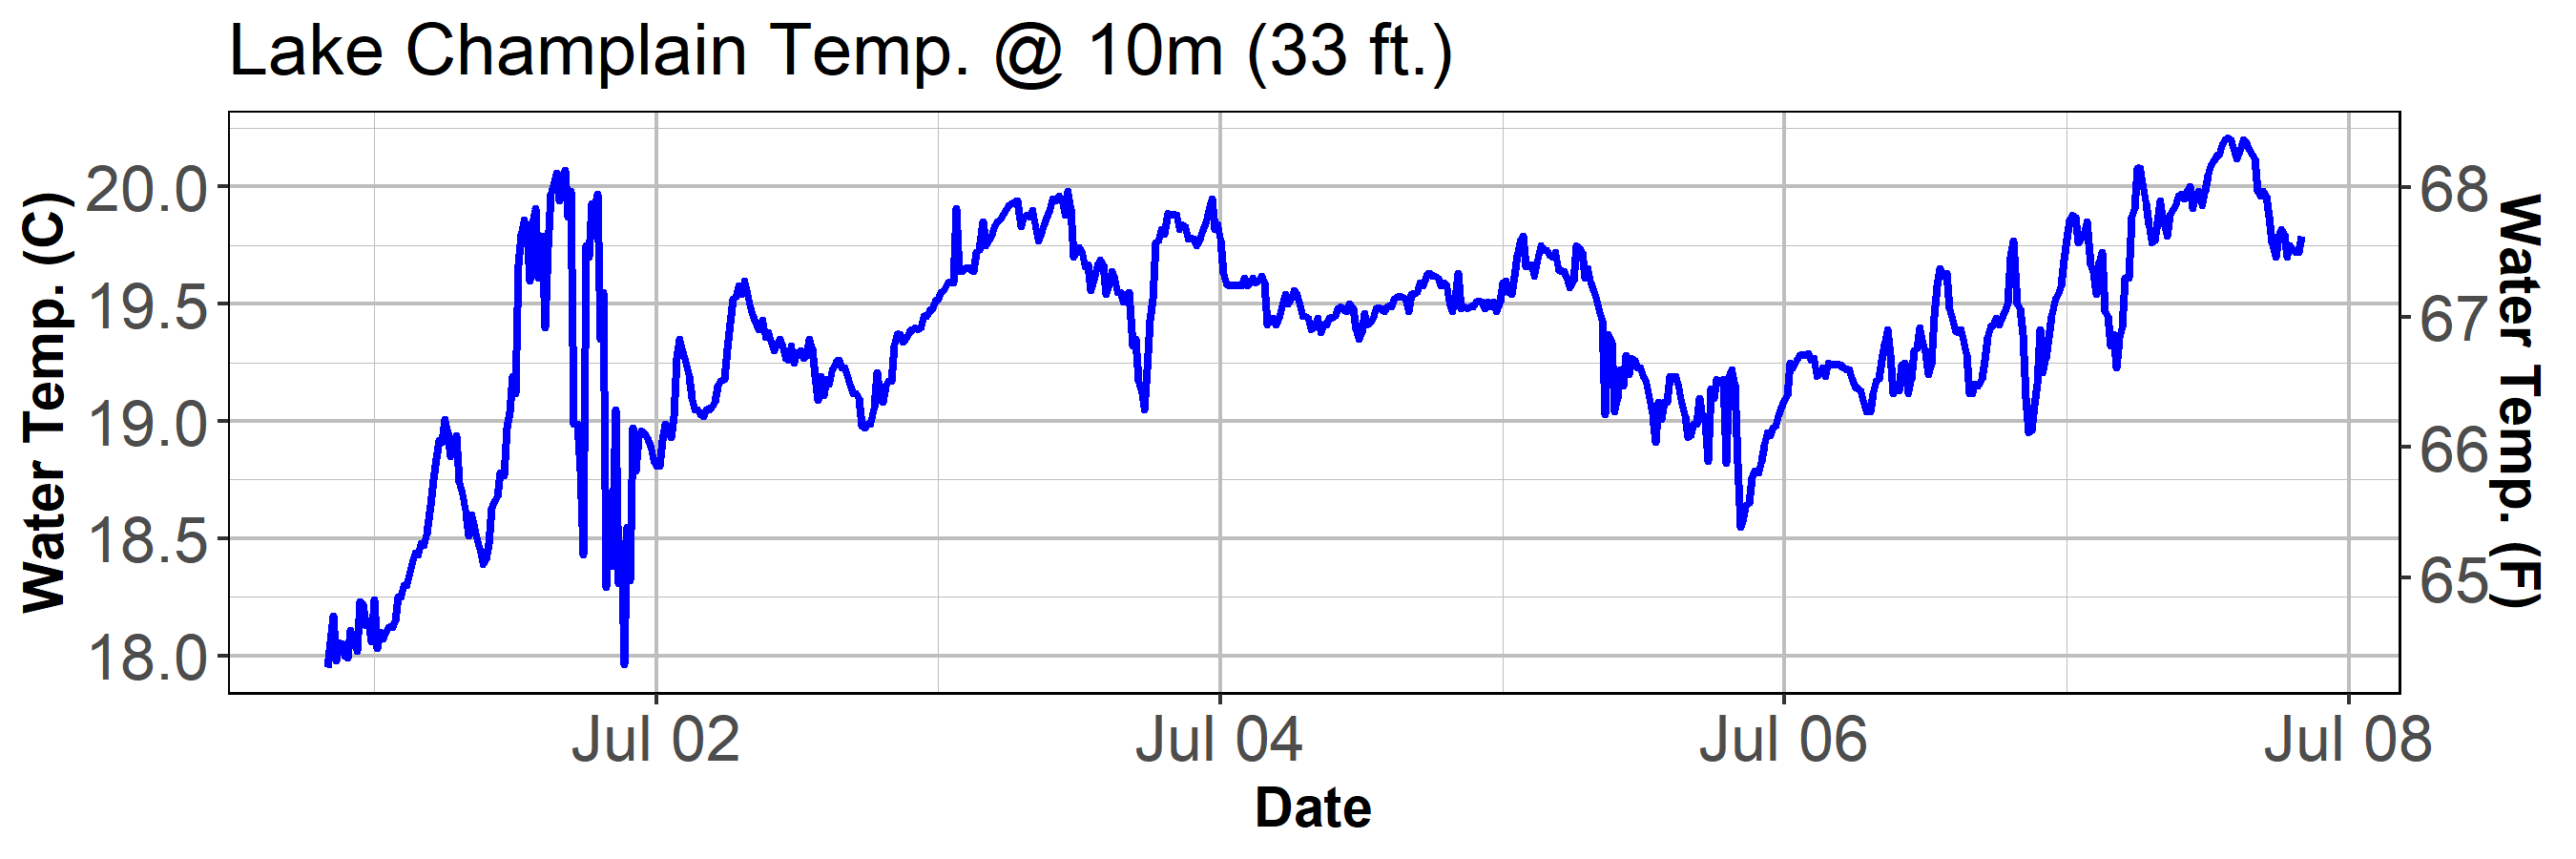 Lake Champlain Temp. @ 10m (33 ft.)
Water Temp. (C)
20.0
19.5
19.0
18.5
18.0
68
67
66
65
Water Temp. (F)
Jul 02 Jul 04 Jul 06 Jul 08
Date